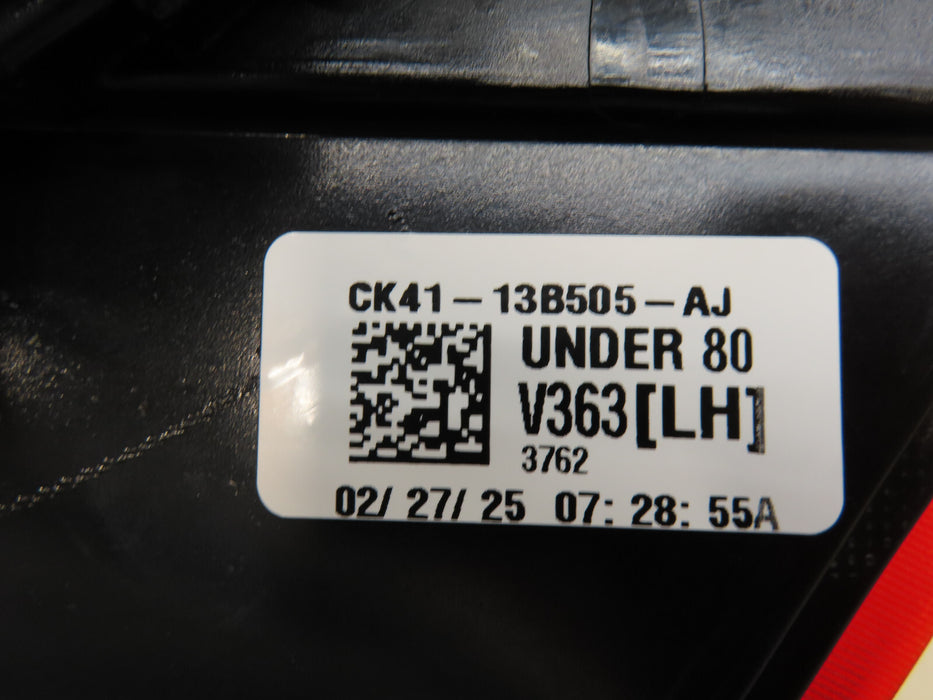 CK41-13B505-AJ
UNDER 80
V363[LH]
3762
02/ 27/ 25 07: 28: 55A